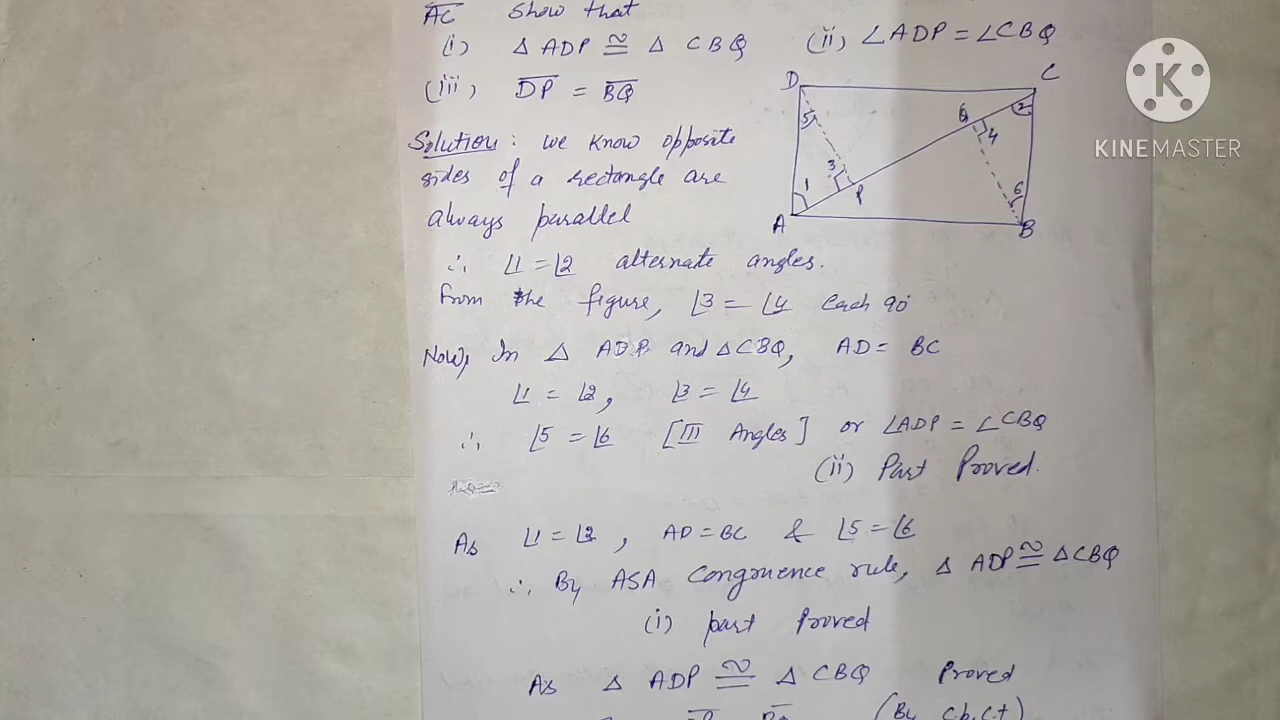 AC Show that
(i) Δ ADP ≅ Δ CBQ (ii) ∠ADP = ∠CBQ
(iii) DP = BQ
Solution: We know opposite
sides of a rectangle are
always parallel
∴ ∠1 = ∠2 alternate angles.
From the figure, ∠3 = ∠4 each 90°
Now, In Δ ADP and ΔCBQ, AD = BC
∠1 = ∠2, ∠3 = ∠4
∴ ∠5 = ∠6 [III Angles] or ∠ADP = ∠CBQ
(ii) Part Proved.
As ∠1 = ∠2, AD = BC & ∠5 = ∠6
∴ By ASA Congruence rule, Δ ADP ≅ ΔCBQ
(i) part Proved
As Δ ADP ≅ Δ CBQ Proved
(By c.p.c.t)
D C
5 Q 2
4
3
1 P 6
A B
K
KINEMASTER